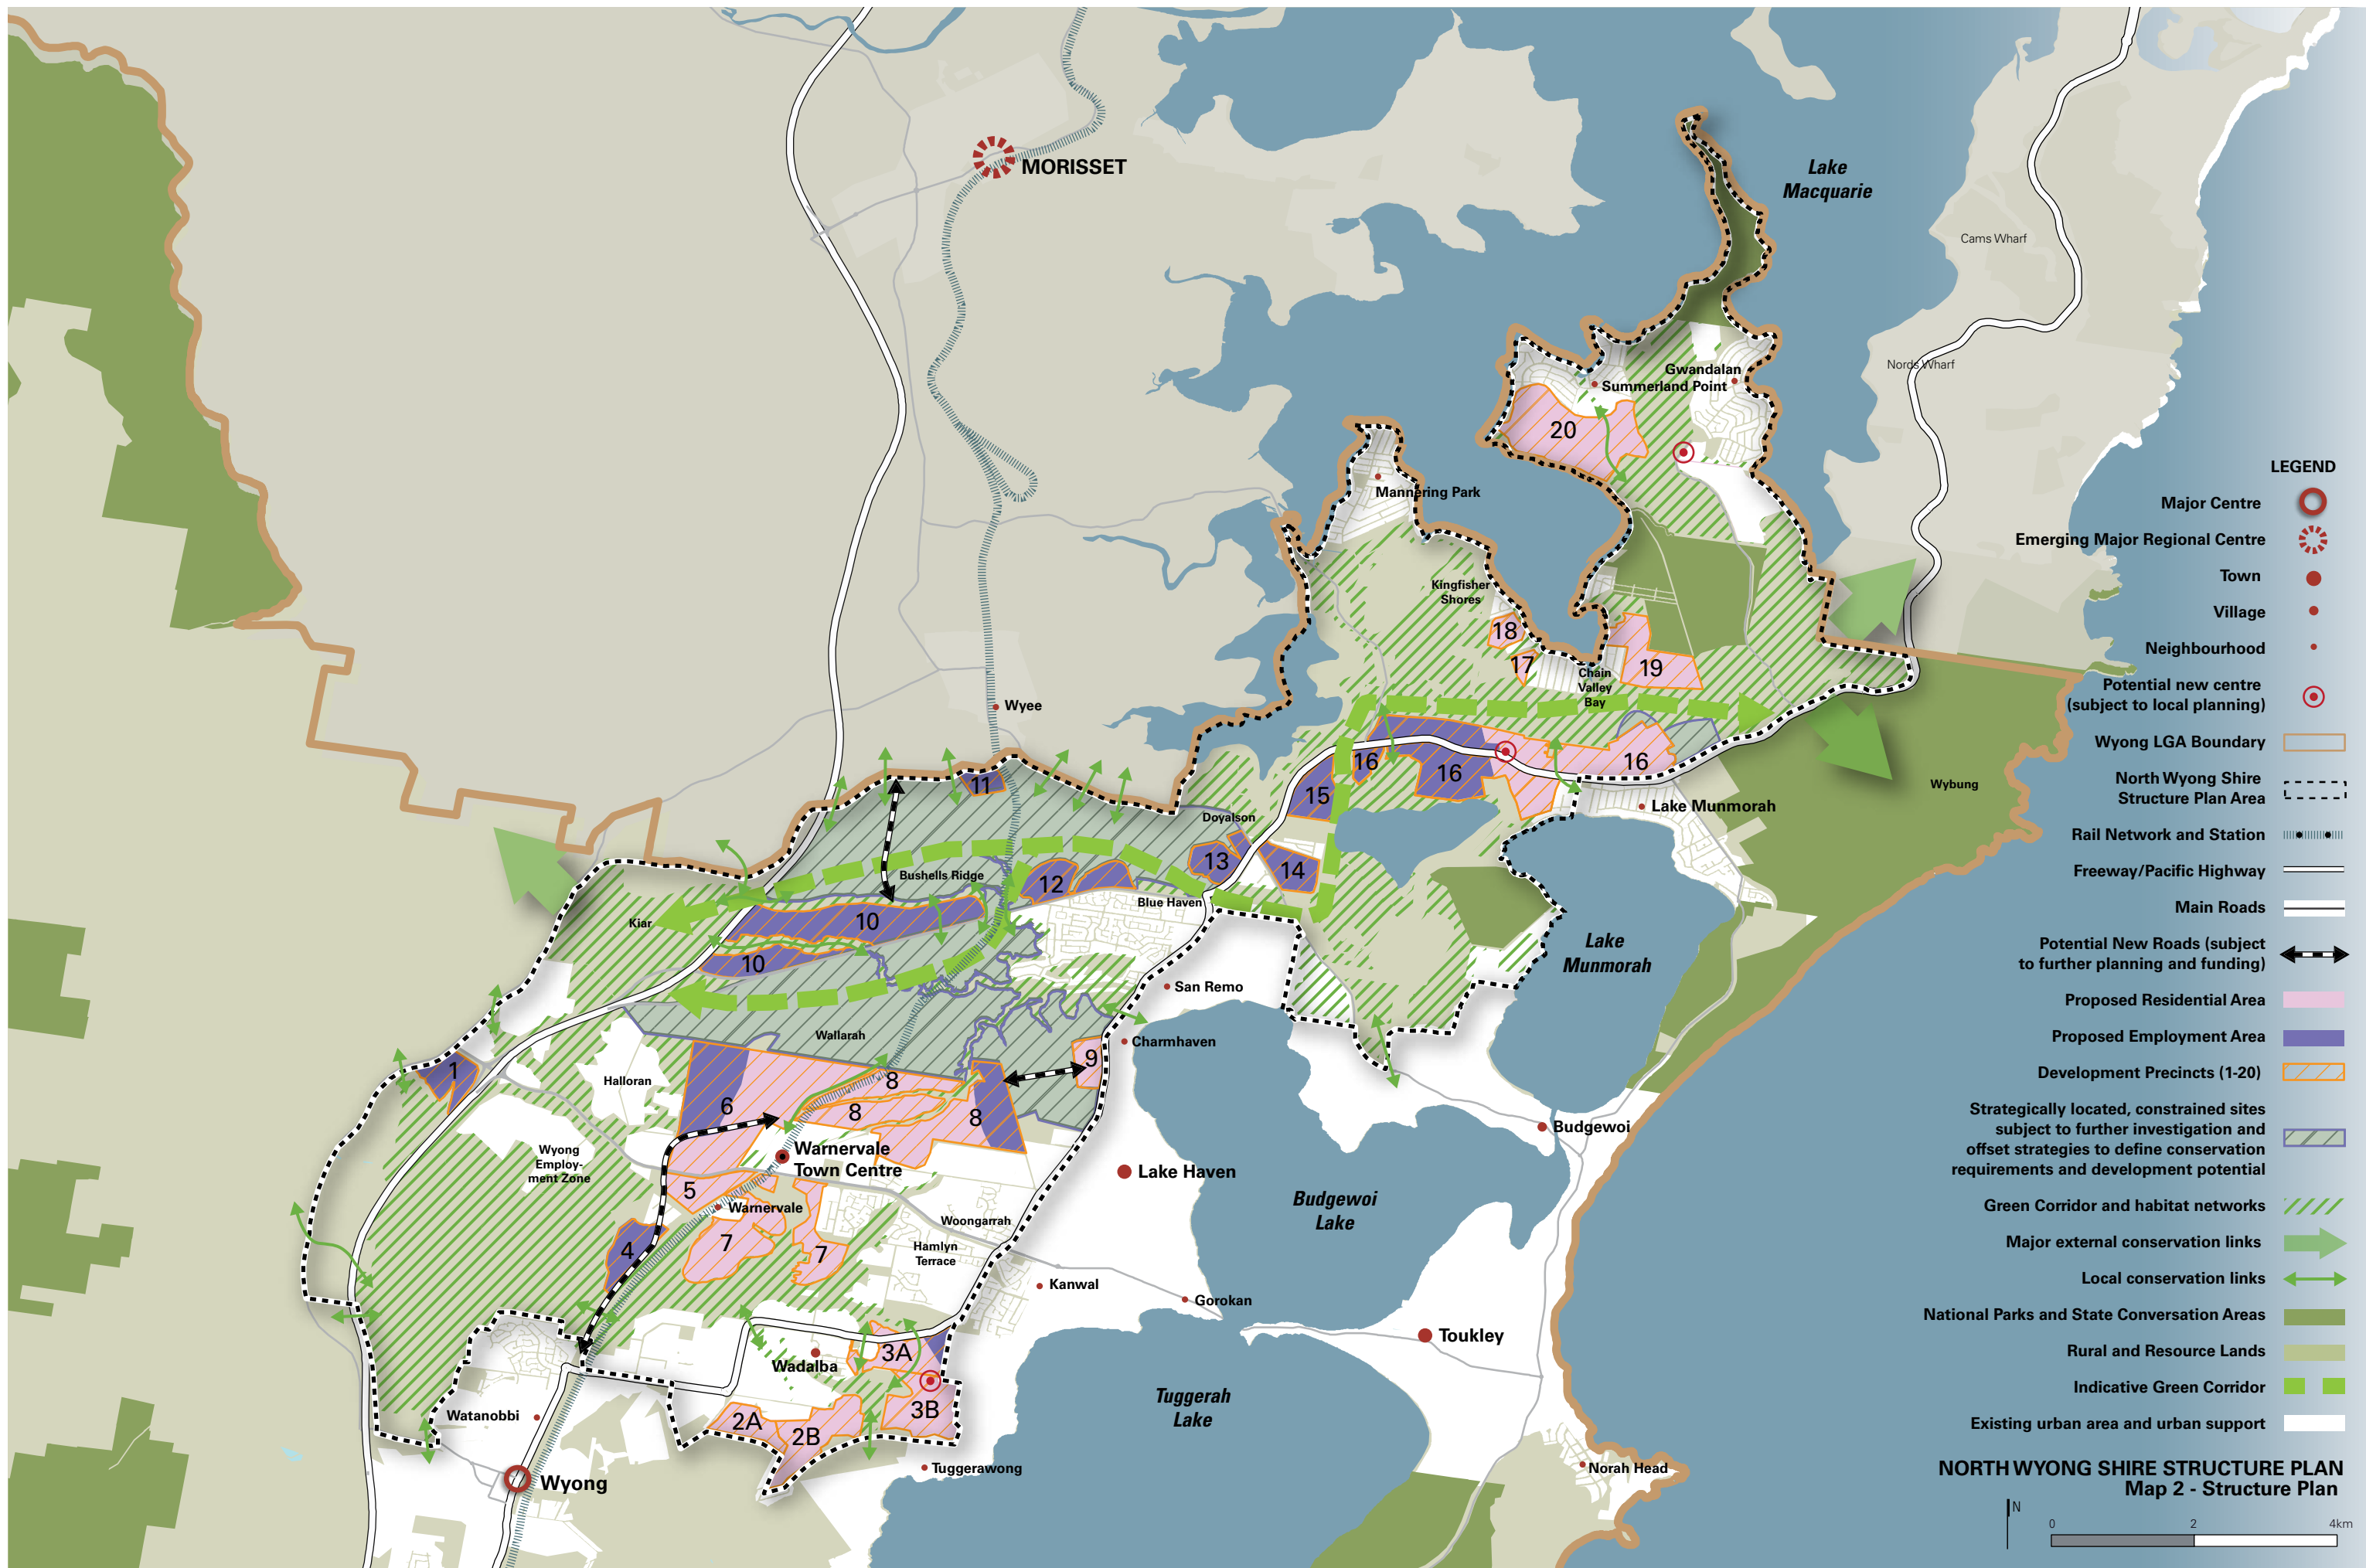 MORISSET
Lake
Macquarie
Cams Wharf
Nords Wharf
Gwandalan
Summerland Point
20
Mannering Park
Kingfisher
Shores
18
17
19
Chain
Valley
Bay
Wyee
16
16
16
15
Lake Munmorah
Wybung
11
Doyalson
13
14
12
Bushells Ridge
Blue Haven
Kiar
10
10
Lake
Munmorah
San Remo
Wallarah
Charmhaven
9
1
Halloran
6
8
8
8
Budgewoi
Wyong
Employ-
ment Zone
Warnervale
Town Centre
Lake Haven
5
Warnervale
Budgewoi
Lake
Woongarrah
Hamlyn
Terrace
4
7
7
Kanwal
Gorokan
Toukley
Wadalba
3A
Tuggerah
Lake
Watanobbi
2A
2B
3B
Tuggerawong
Norah Head
Wyong
LEGEND
Major Centre
Emerging Major Regional Centre
Town
Village
Neighbourhood
Potential new centre
(subject to local planning)
Wyong LGA Boundary
North Wyong Shire
Structure Plan Area
Rail Network and Station
Freeway/Pacific Highway
Main Roads
Potential New Roads (subject
to further planning and funding)
Proposed Residential Area
Proposed Employment Area
Development Precincts (1-20)
Strategically located, constrained sites
subject to further investigation and
offset strategies to define conservation
requirements and development potential
Green Corridor and habitat networks
Major external conservation links
Local conservation links
National Parks and State Conversation Areas
Rural and Resource Lands
Indicative Green Corridor
Existing urban area and urban support
NORTH WYONG SHIRE STRUCTURE PLAN
Map 2 - Structure Plan
N
0 2 4km